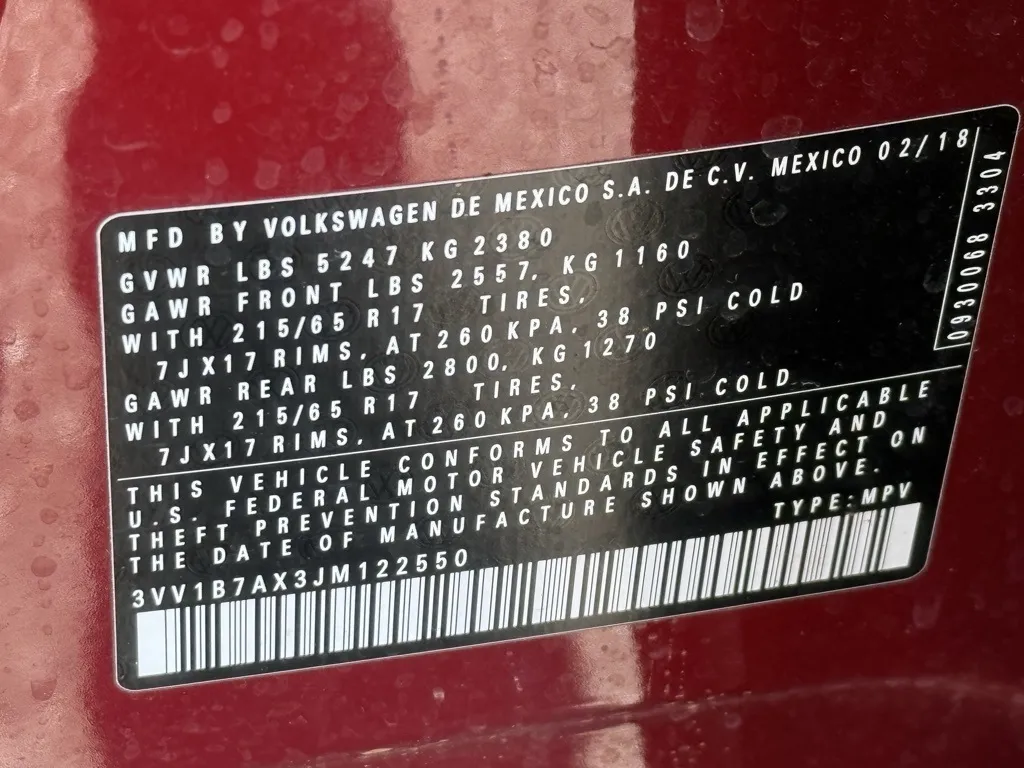 MFD BY VOLKSWAGEN DE MEXICO S.A. DE C.V. MEXICO 02/18
GVWR LBS 5247 KG 2380
GAWR FRONT LBS 2557, KG 1160
WITH 215/65 R17 TIRES,
7JX17 RIMS, AT 260 KPA, 38 PSI COLD
GAWR REAR LBS 2800, KG 1270
WITH 215/65 R17 TIRES,
7JX17 RIMS, AT 260 KPA, 38 PSI COLD
0930068 3304
THIS VEHICLE CONFORMS TO ALL APPLICABLE
U.S. FEDERAL MOTOR VEHICLE SAFETY AND
THEFT PREVENTION STANDARDS IN EFFECT ON
THE DATE OF MANUFACTURE SHOWN ABOVE.
3VV1B7AX3JM122550 TYPE:MPV